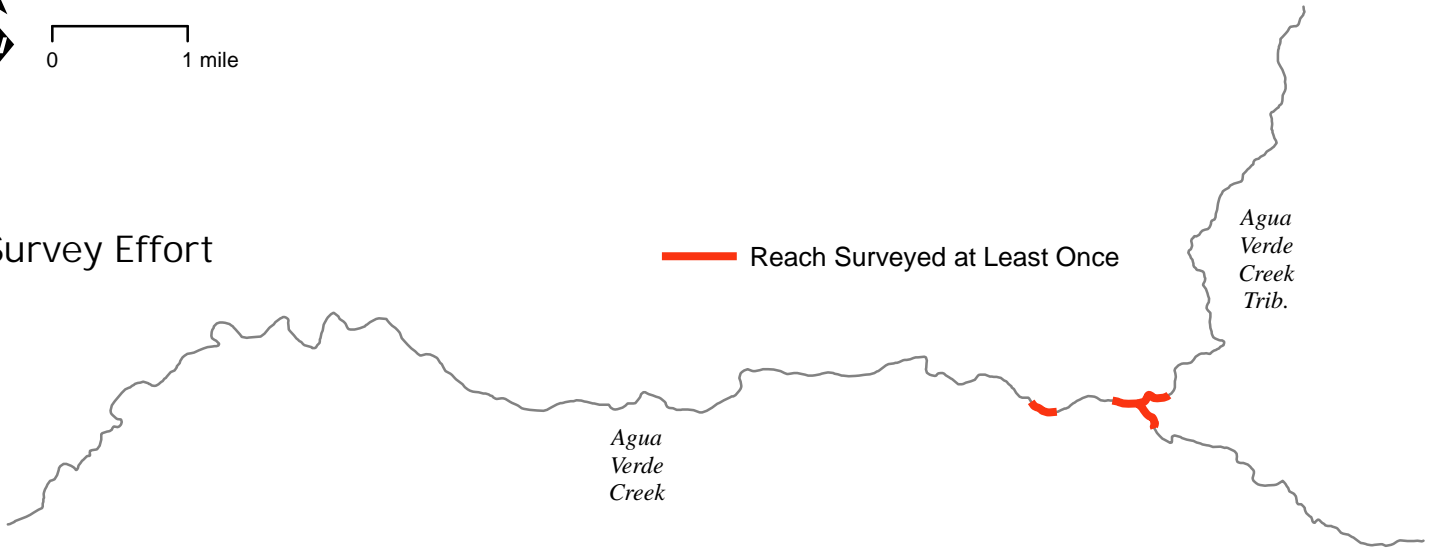 0 1 mile
Survey Effort
Reach Surveyed at Least Once
Agua
Verde
Creek
Trib.
Agua
Verde
Creek